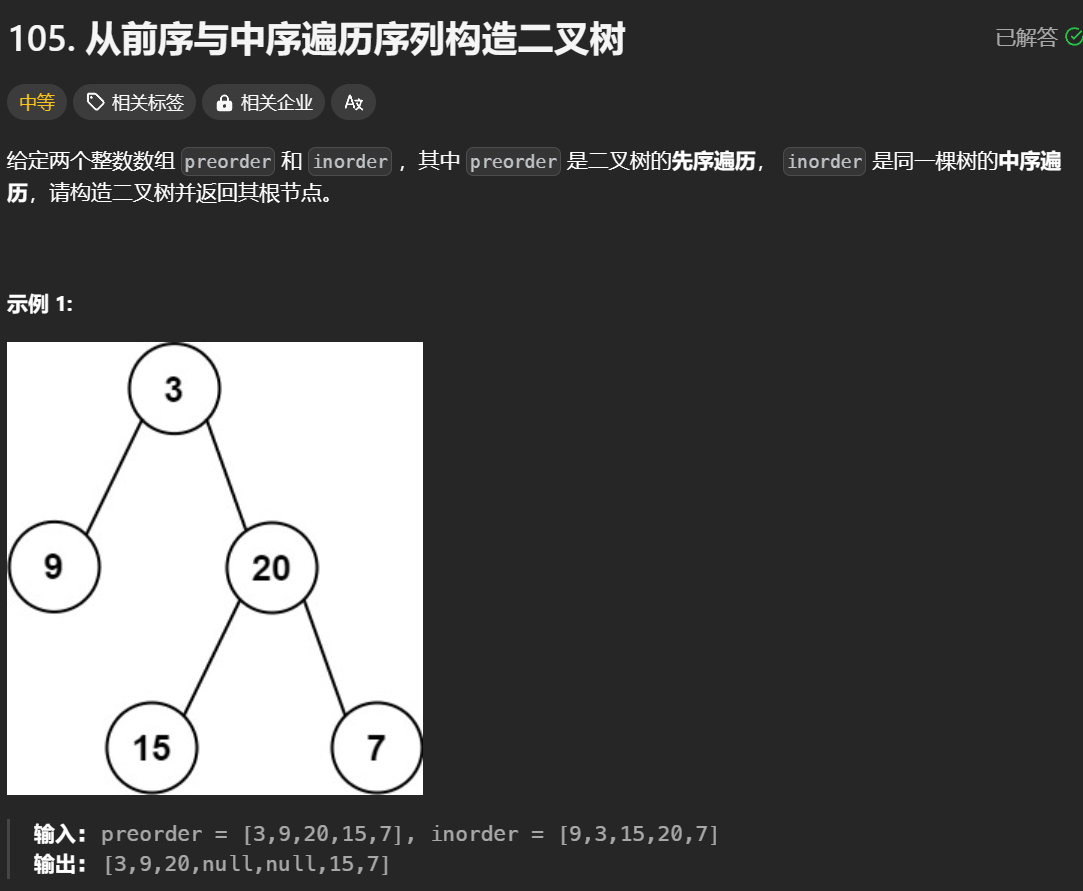 105. 从前序与中序遍历序列构造二叉树
已解答
中等 相关标签 相关企业 Aあ
给定两个整数数组 preorder 和 inorder ，其中 preorder 是二叉树的先序遍历， inorder 是同一棵树的中序遍
历，请构造二叉树并返回其根节点。
示例 1:
3
9 20
15 7
输入: preorder = [3,9,20,15,7], inorder = [9,3,15,20,7]
输出: [3,9,20,null,null,15,7]